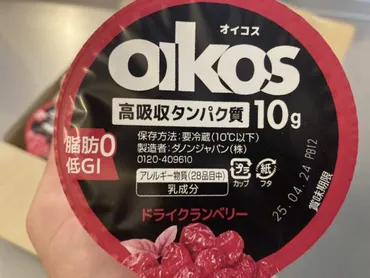 オイコス
oikos
高吸収タンパク質 10g
脂肪0
低GI
保存方法:要冷蔵(10℃以下)
製造者:ダノンジャパン(株)
0120-409610
アレルギー物質(28品目中)
乳成分
プラ
カップ
紙
フタ
賞味期限
25.04.24 PB12
ドライクランベリー